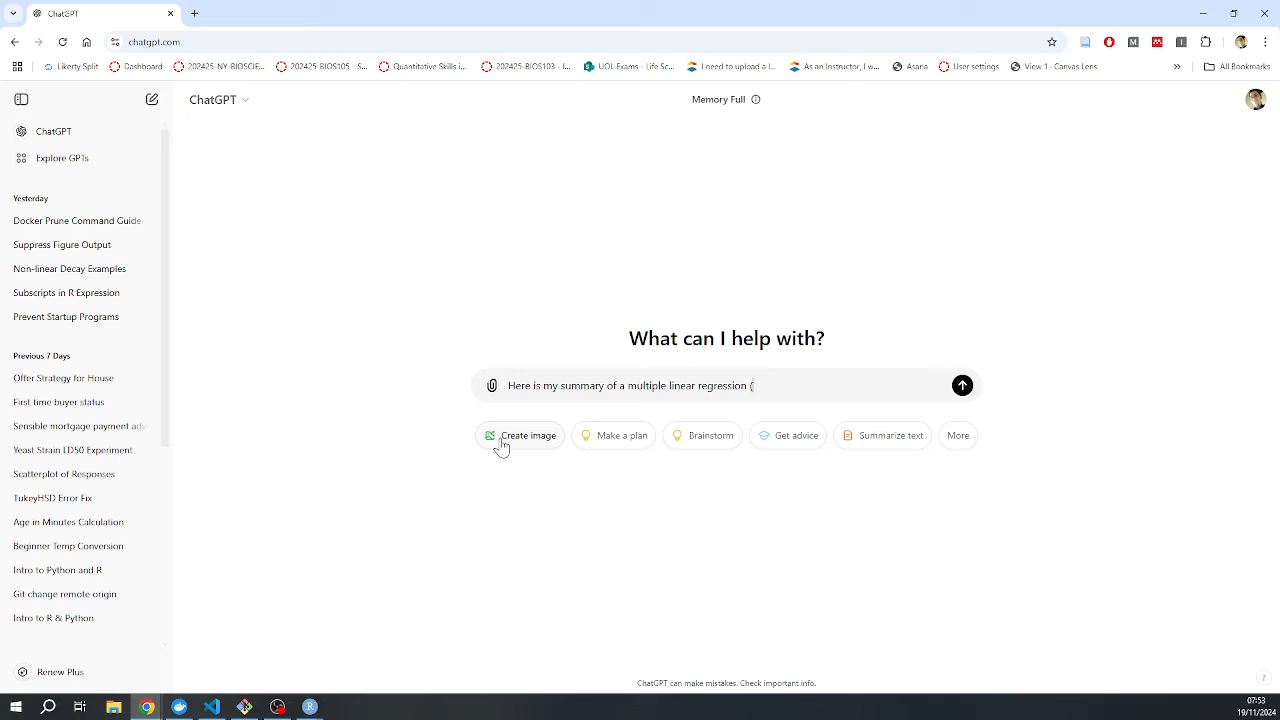 ChatGPT
chatgpt.com
Likerty Split
Dashboard
202425-NY-BIOSCIE...
202425-BIOS105 - S...
Quantitative Skills i...
202425-BIOS103 - I...
UOL Exams - Life Sc...
I need to upload a l...
As an Instructor, I w...
Asana
User settings
View 1 · Canvas Lens
»
All Bookmarks
ChatGPT
Memory Full
ChatGPT
Explore GPTs
Yesterday
Docker Prune Command Guide
Suppress Figure Output
Non-linear Decay Examples
Subscripts in R Expression
Prevent Startup Programs
Previous 7 Days
Offer Strategy for House
First time buyer status
Sensible mortgage payment adv
Yeast Strain LD50 Experiment
Scatterplot of Responses
TukeyHSD Error Fix
Age in Minutes Calculation
Beginner Temp Conversion
Intro to Python and R
Git change remote origin
Intro to R & Python
Renew Plus
What can I help with?
Here is my summary of a multiple linear regression (
Create image
Make a plan
Brainstorm
Get advice
Summarize text
More
ChatGPT can make mistakes. Check important info.
?
07:53
19/11/2024